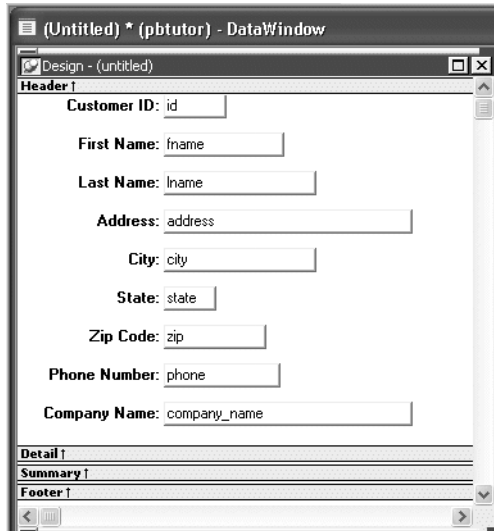 (Untitled) * (pbtutor) - DataWindow
Design - (untitled)
Header ↑
Customer ID: id
First Name: fname
Last Name: lname
Address: address
City: city
State: state
Zip Code: zip
Phone Number: phone
Company Name: company_name
Detail ↑
Summary ↑
Footer ↑